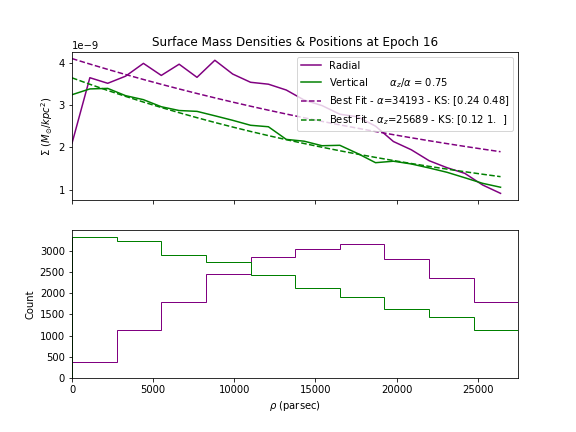 Surface Mass Densities & Positions at Epoch 16
1e−9
Σ (M⊙/kpc²)
4
3
2
1
Radial
Vertical α_z/α = 0.75
Best Fit - α=34193 - KS: [0.24 0.48]
Best Fit - α_z=25689 - KS: [0.12 1. ]
Count
3000
2500
2000
1500
1000
500
0
0 5000 10000 15000 20000 25000
ρ (parsec)